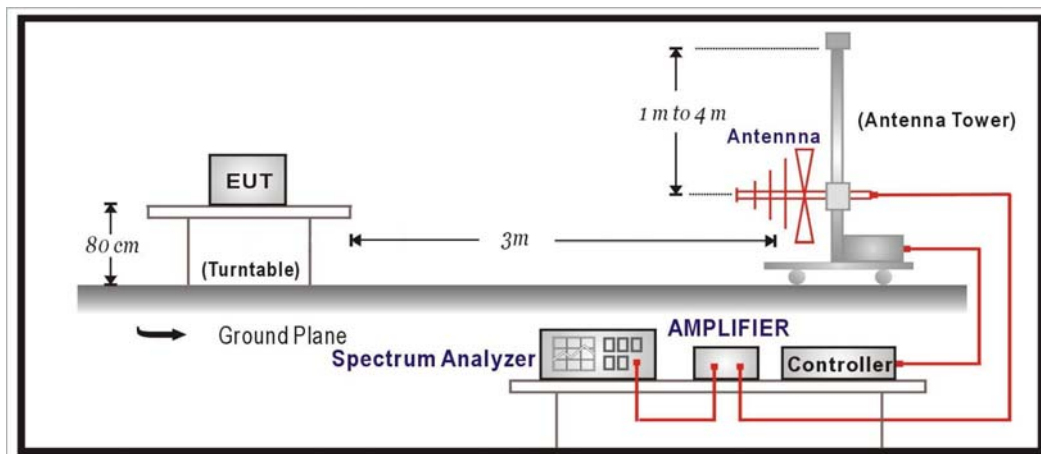 1 m to 4 m
(Antenna Tower)
Antennna
EUT
80 cm
3m
(Turntable)
Ground Plane
AMPLIFIER
Spectrum Analyzer
Controller